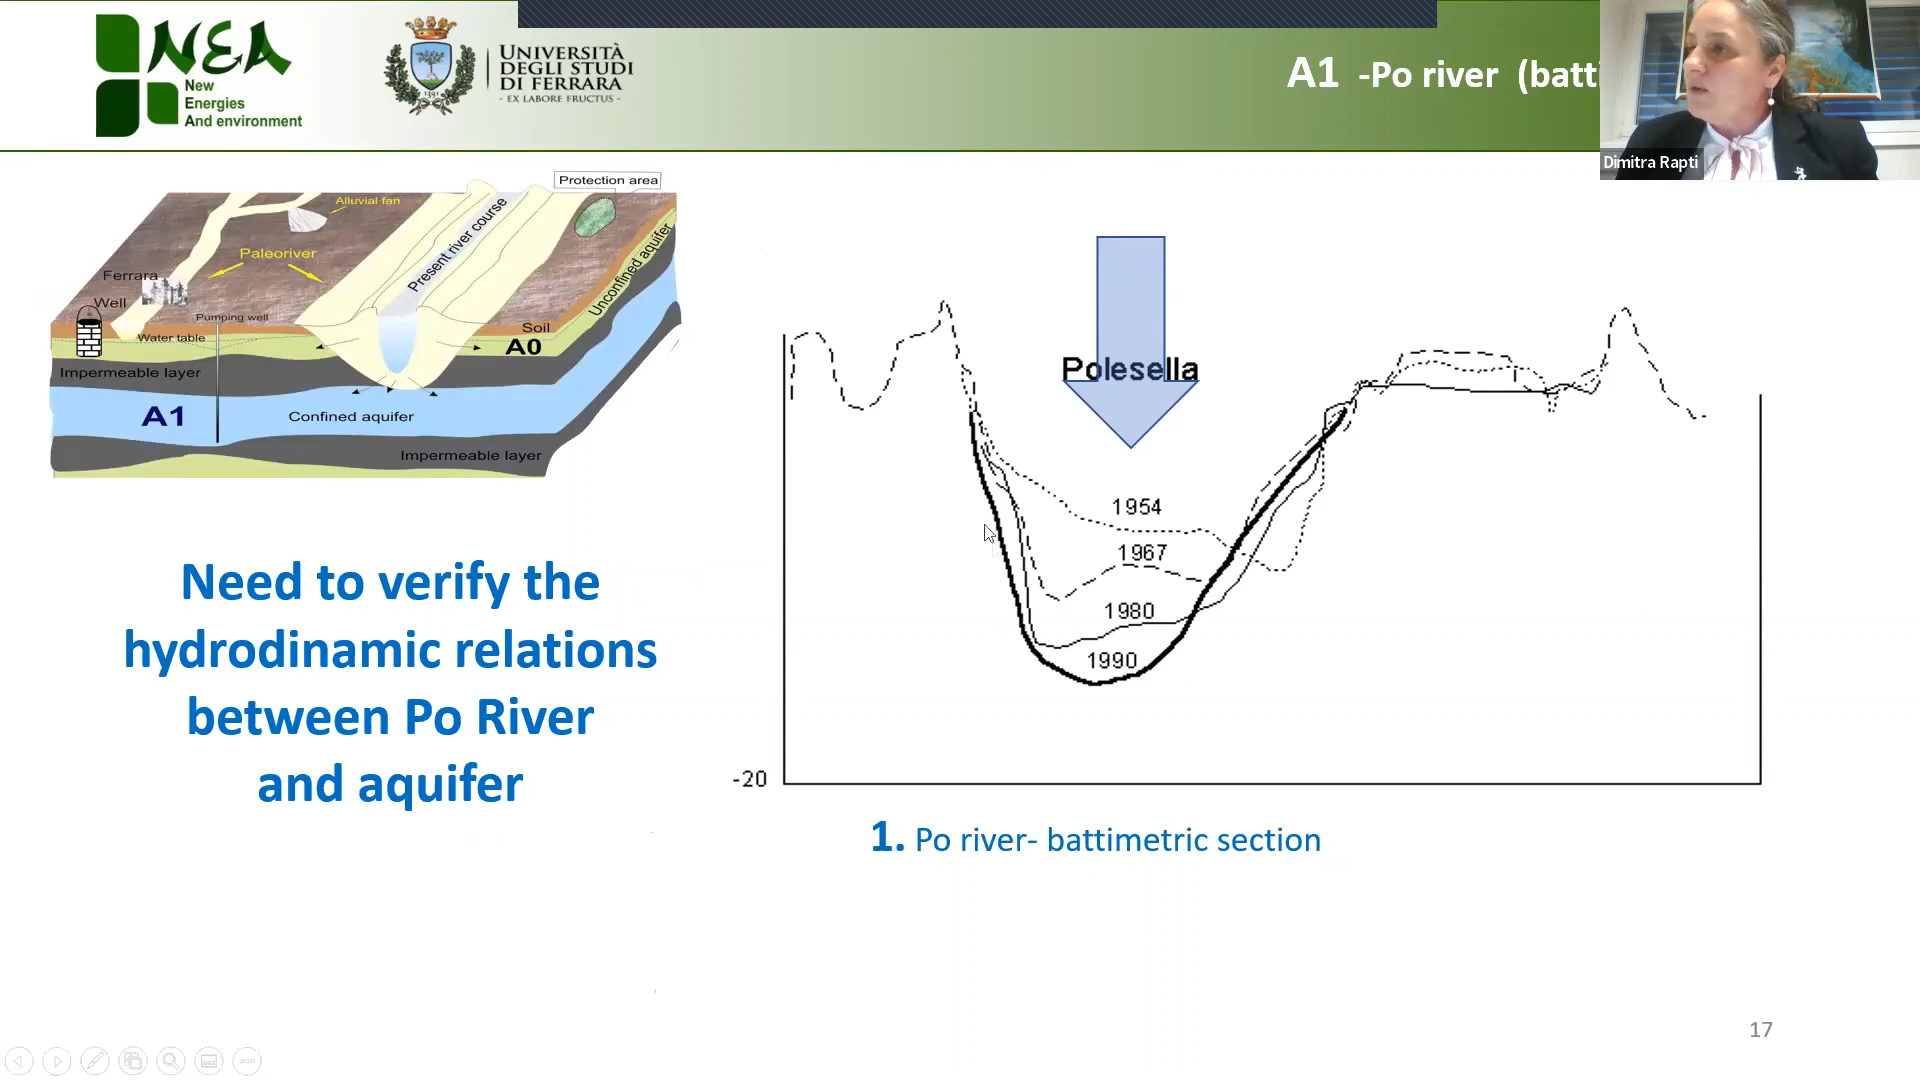 NEA
New
Energies
And environment
UNIVERSITÀ
DEGLI STUDI
DI FERRARA
- EX LABORE FRUCTUS -
1391
A1 -Po river (batti
Dimitra Rapti
Protection area
Alluvial fan
Present river course
Paleoriver
Unconfined aquifer
Ferrara
Well
Pumping well
Water table
Soil
A0
Impermeable layer
A1
Confined aquifer
Impermeable layer
Need to verify the
hydrodinamic relations
between Po River
and aquifer
Polesella
1954
1967
1980
1990
-20
1. Po river- battimetric section
17